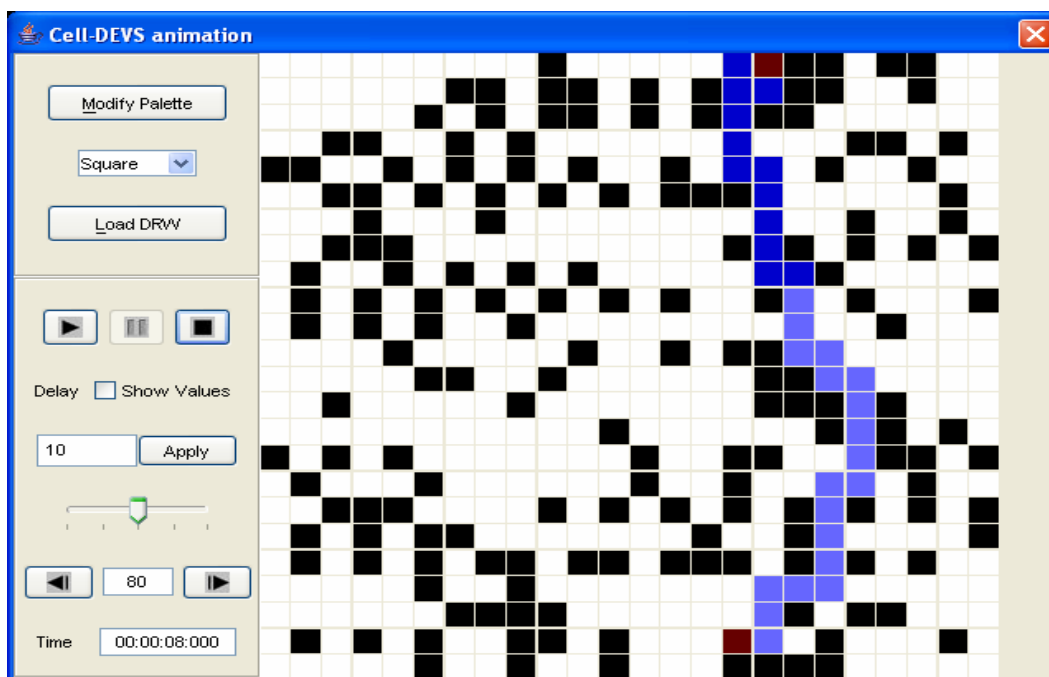 Cell-DEVS animation
Modify Palette
Square
Load DRW
Delay Show Values
10 Apply
80
Time 00:00:08:000